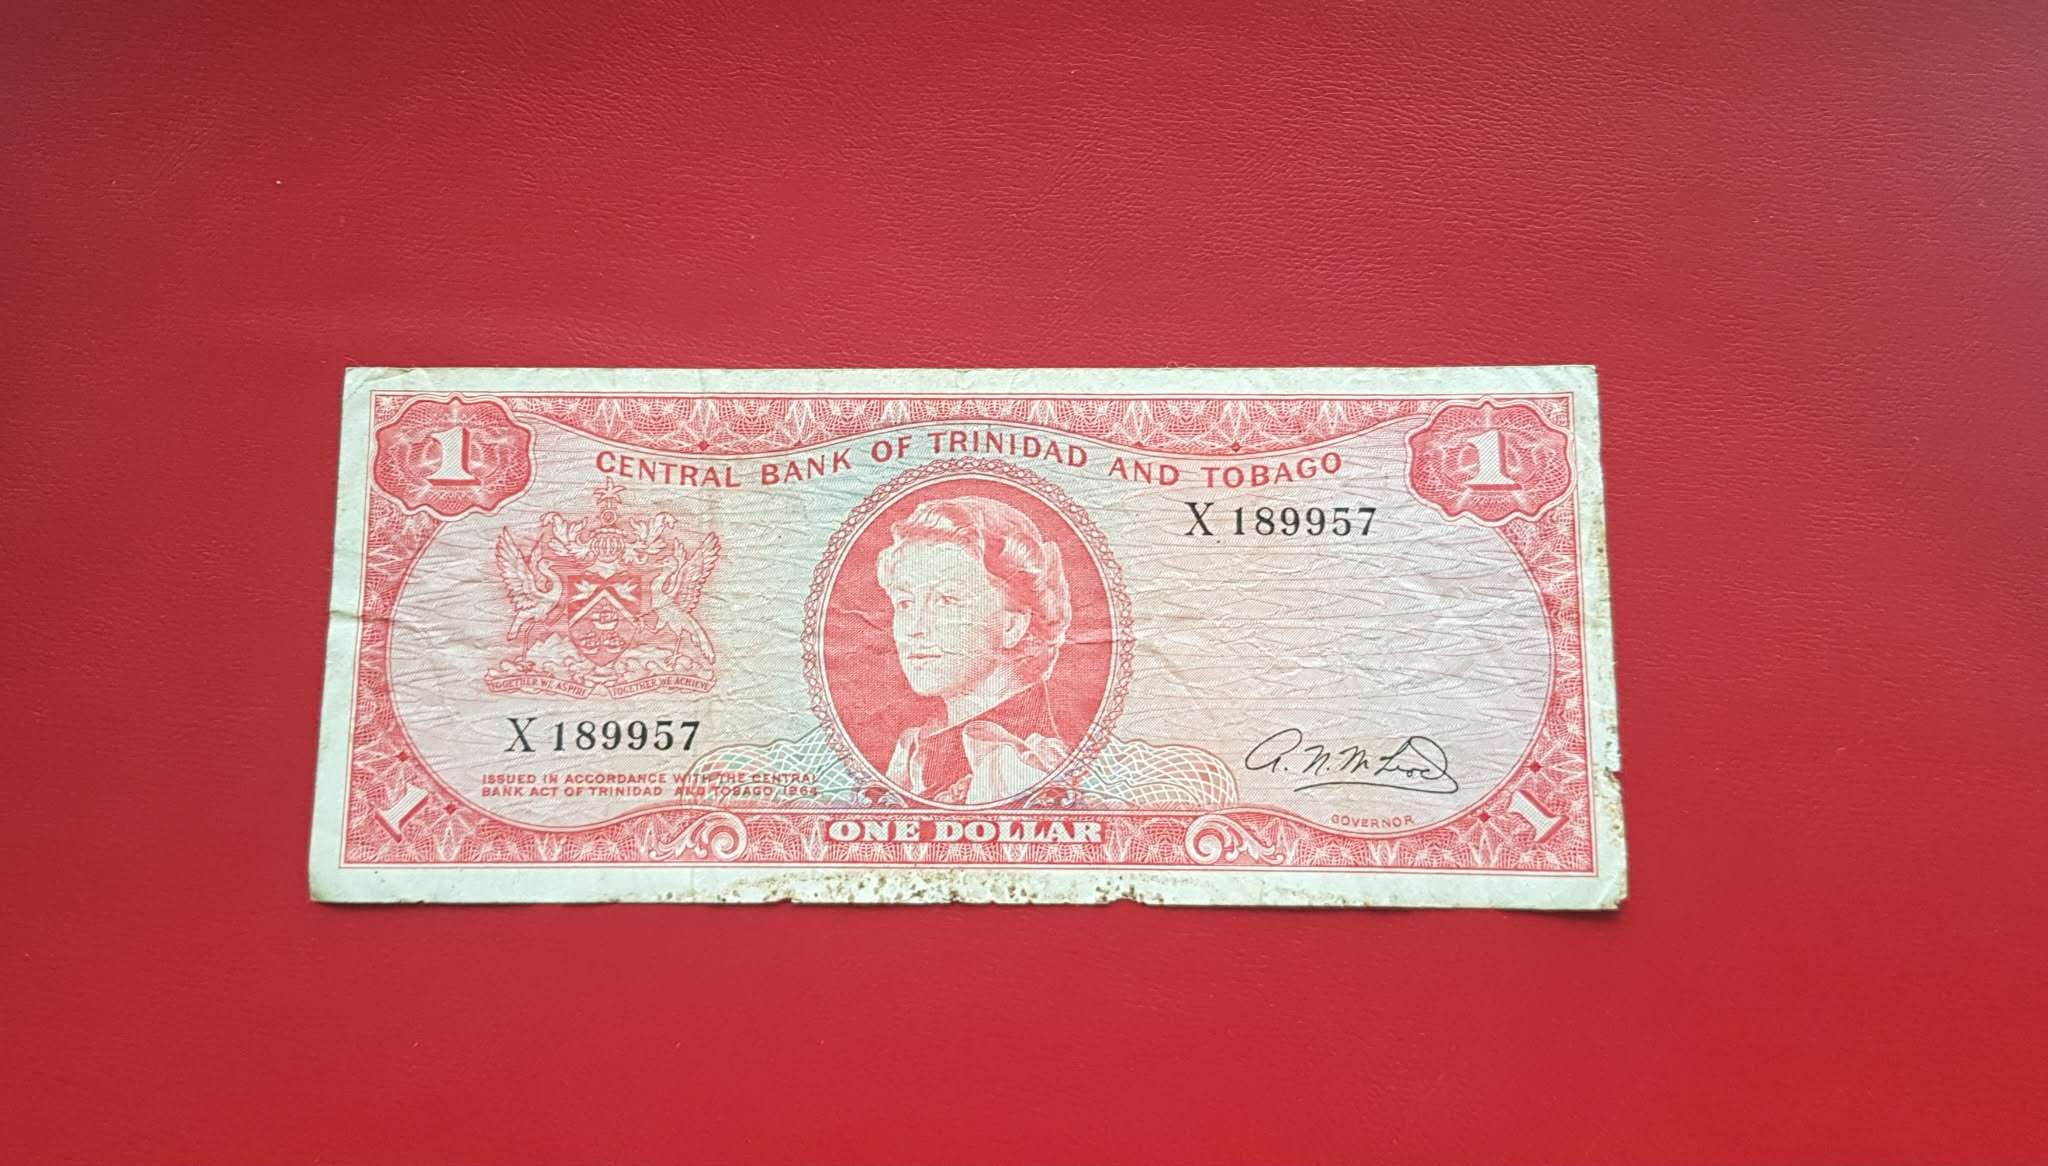 1
1
CENTRAL BANK OF TRINIDAD AND TOBAGO
X 189957
TOGETHER WE ASPIRE TOGETHER WE ACHIEVE
X 189957
ISSUED IN ACCORDANCE WITH THE CENTRAL
BANK ACT OF TRINIDAD AND TOBAGO, 1964
A. N. McLeod
GOVERNOR
1
1
ONE DOLLAR